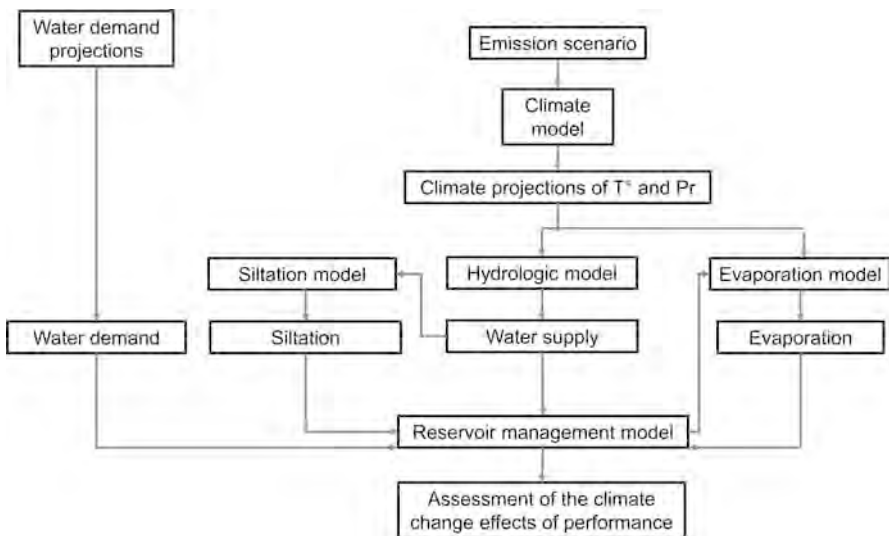 Water demand
projections
Emission scenario
Climate
model
Climate projections of T° and Pr
Siltation model
Hydrologic model
Evaporation model
Water demand
Siltation
Water supply
Evaporation
Reservoir management model
Assessment of the climate
change effects of performance